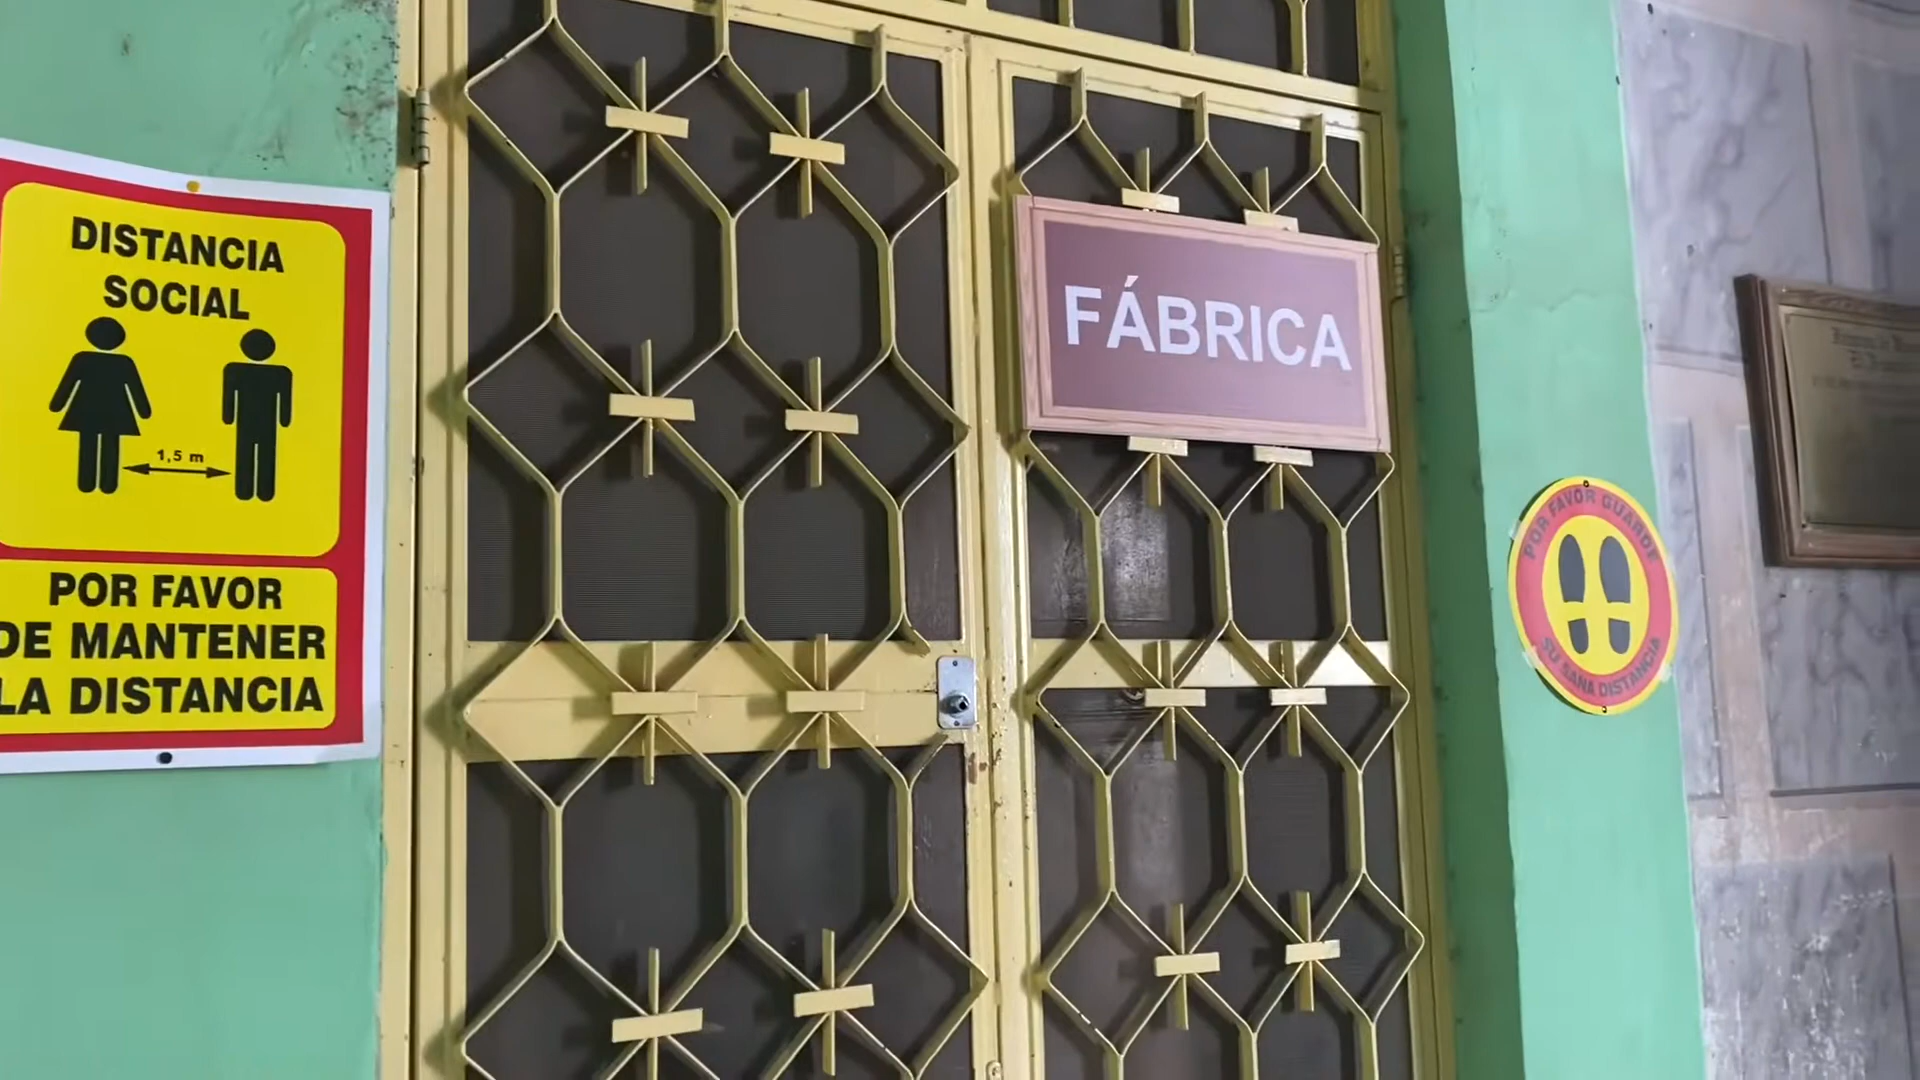 DISTANCIA
SOCIAL
1,5 m
POR FAVOR
DE MANTENER
LA DISTANCIA
FÁBRICA
POR FAVOR GUARDE
SU SANA DISTANCIA